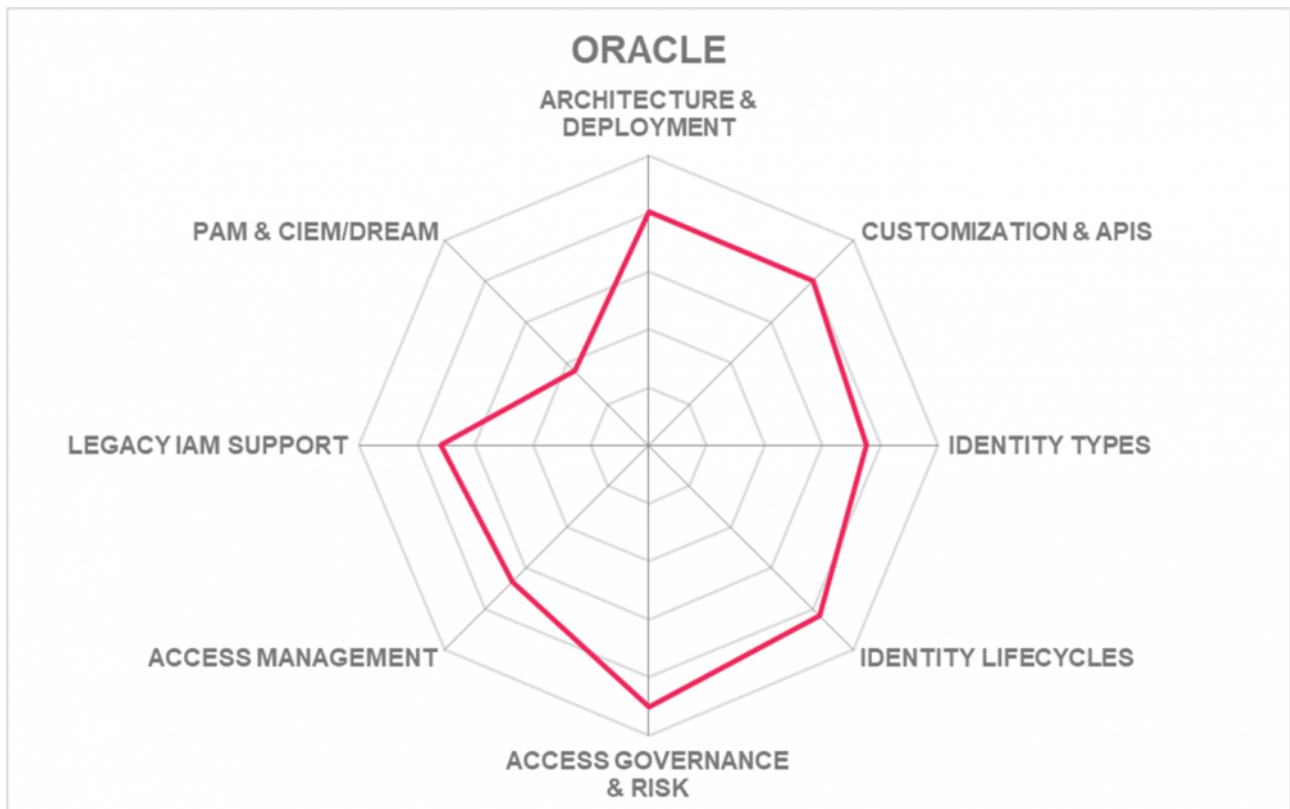 ORACLE
ARCHITECTURE &
DEPLOYMENT
PAM & CIEM/DREAM
CUSTOMIZATION & APIS
LEGACY IAM SUPPORT
IDENTITY TYPES
ACCESS MANAGEMENT
IDENTITY LIFECYCLES
ACCESS GOVERNANCE
& RISK